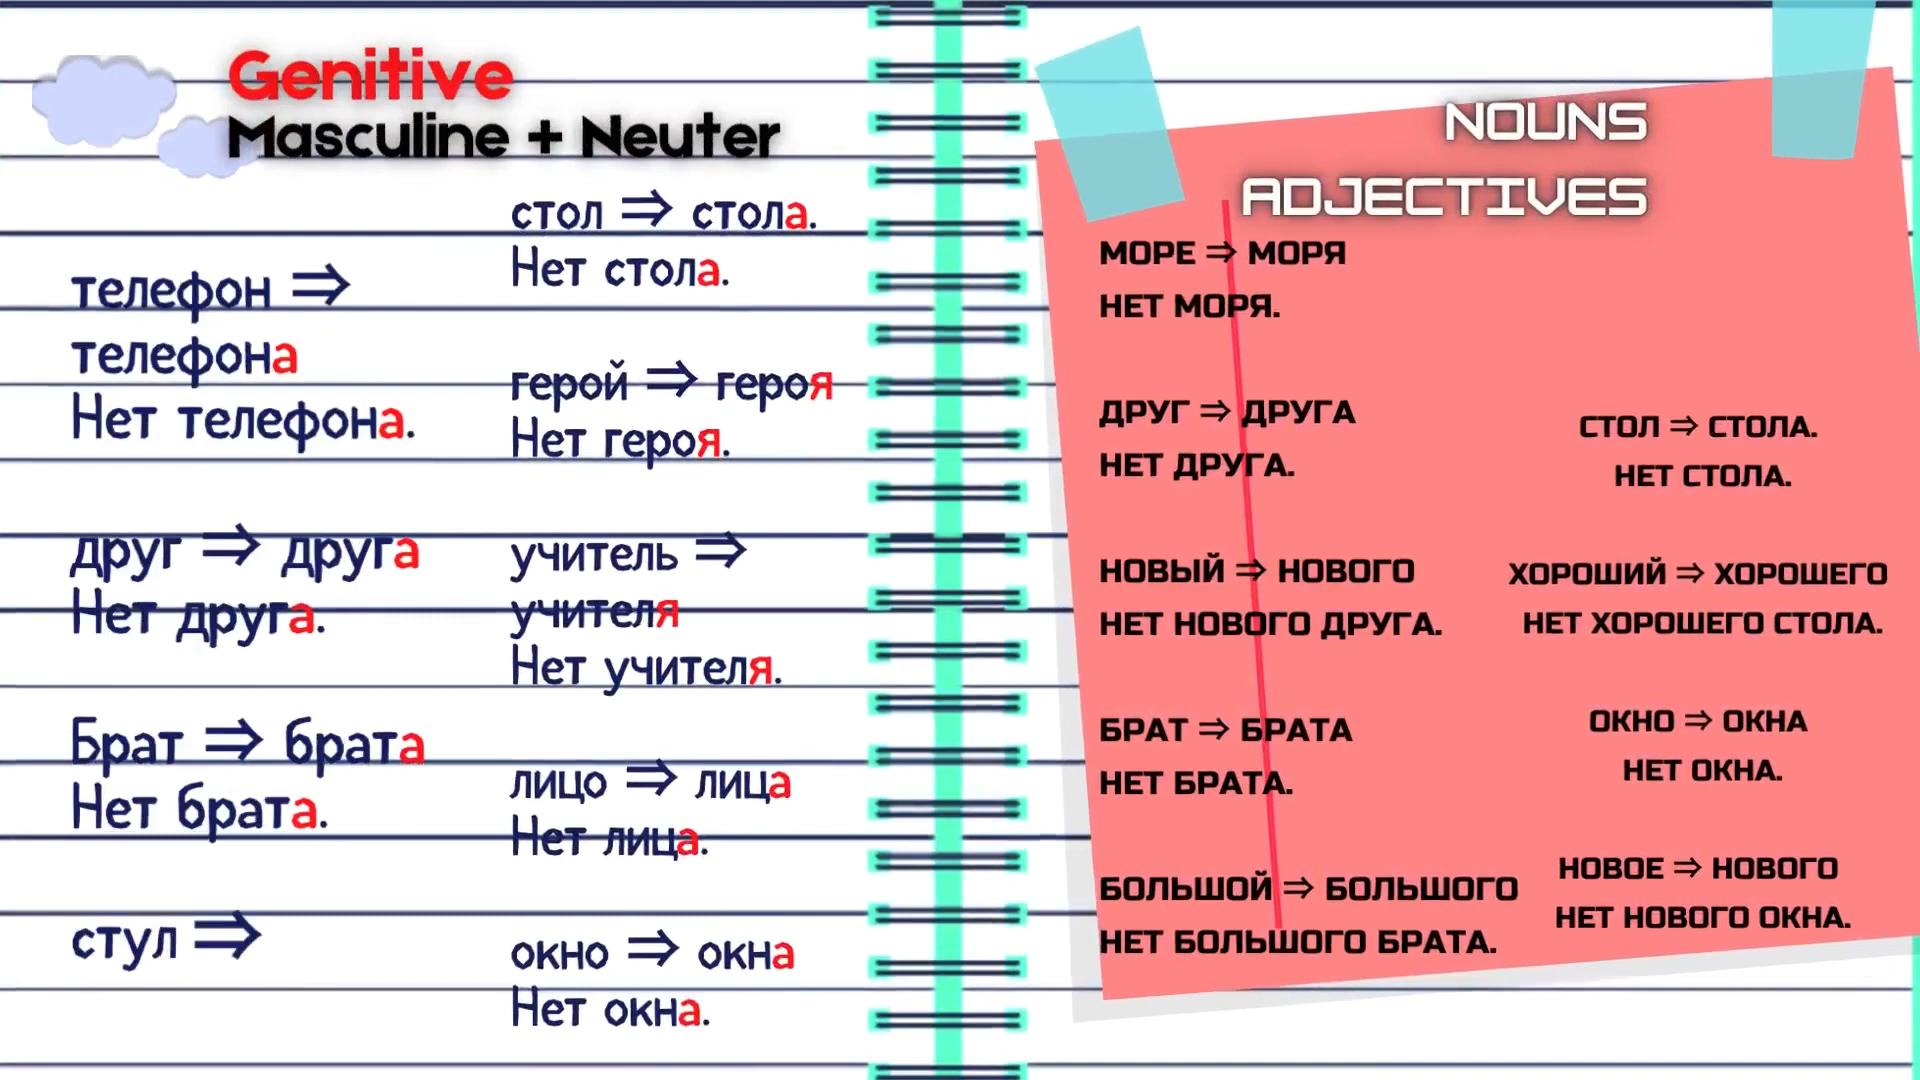 Genitive
Masculine + Neuter
телефон ⇒
телефона
Нет телефона.
друг ⇒ друга
Нет друга.
Брат ⇒ брата
Нет брата.
стул ⇒
стол ⇒ стола.
Нет стола.
герой ⇒ героя
Нет героя.
учитель ⇒
учителя
Нет учителя.
лицо ⇒ лица
Нет лица.
окно ⇒ окна
Нет окна.
NOUNS
ADJECTIVES
МОРЕ ⇒ МОРЯ
НЕТ МОРЯ.
ДРУГ ⇒ ДРУГА
НЕТ ДРУГА.
НОВЫЙ ⇒ НОВОГО
НЕТ НОВОГО ДРУГА.
БРАТ ⇒ БРАТА
НЕТ БРАТА.
БОЛЬШОЙ ⇒ БОЛЬШОГО
НЕТ БОЛЬШОГО БРАТА.
СТОЛ ⇒ СТОЛА.
НЕТ СТОЛА.
ХОРОШИЙ ⇒ ХОРОШЕГО
НЕТ ХОРОШЕГО СТОЛА.
ОКНО ⇒ ОКНА
НЕТ ОКНА.
НОВОЕ ⇒ НОВОГО
НЕТ НОВОГО ОКНА.